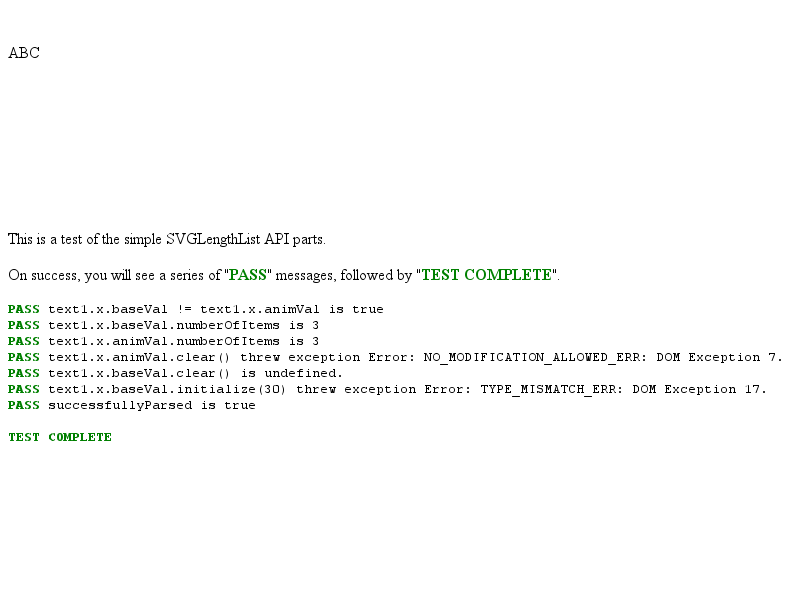 ABC
This is a test of the simple SVGLengthList API parts.
On success, you will see a series of "PASS" messages, followed by "TEST COMPLETE".
PASS text1.x.baseVal != text1.x.animVal is true
PASS text1.x.baseVal.numberOfItems is 3
PASS text1.x.animVal.numberOfItems is 3
PASS text1.x.animVal.clear() threw exception Error: NO_MODIFICATION_ALLOWED_ERR: DOM Exception 7.
PASS text1.x.baseVal.clear() is undefined.
PASS text1.x.baseVal.initialize(30) threw exception Error: TYPE_MISMATCH_ERR: DOM Exception 17.
PASS successfullyParsed is true
TEST COMPLETE